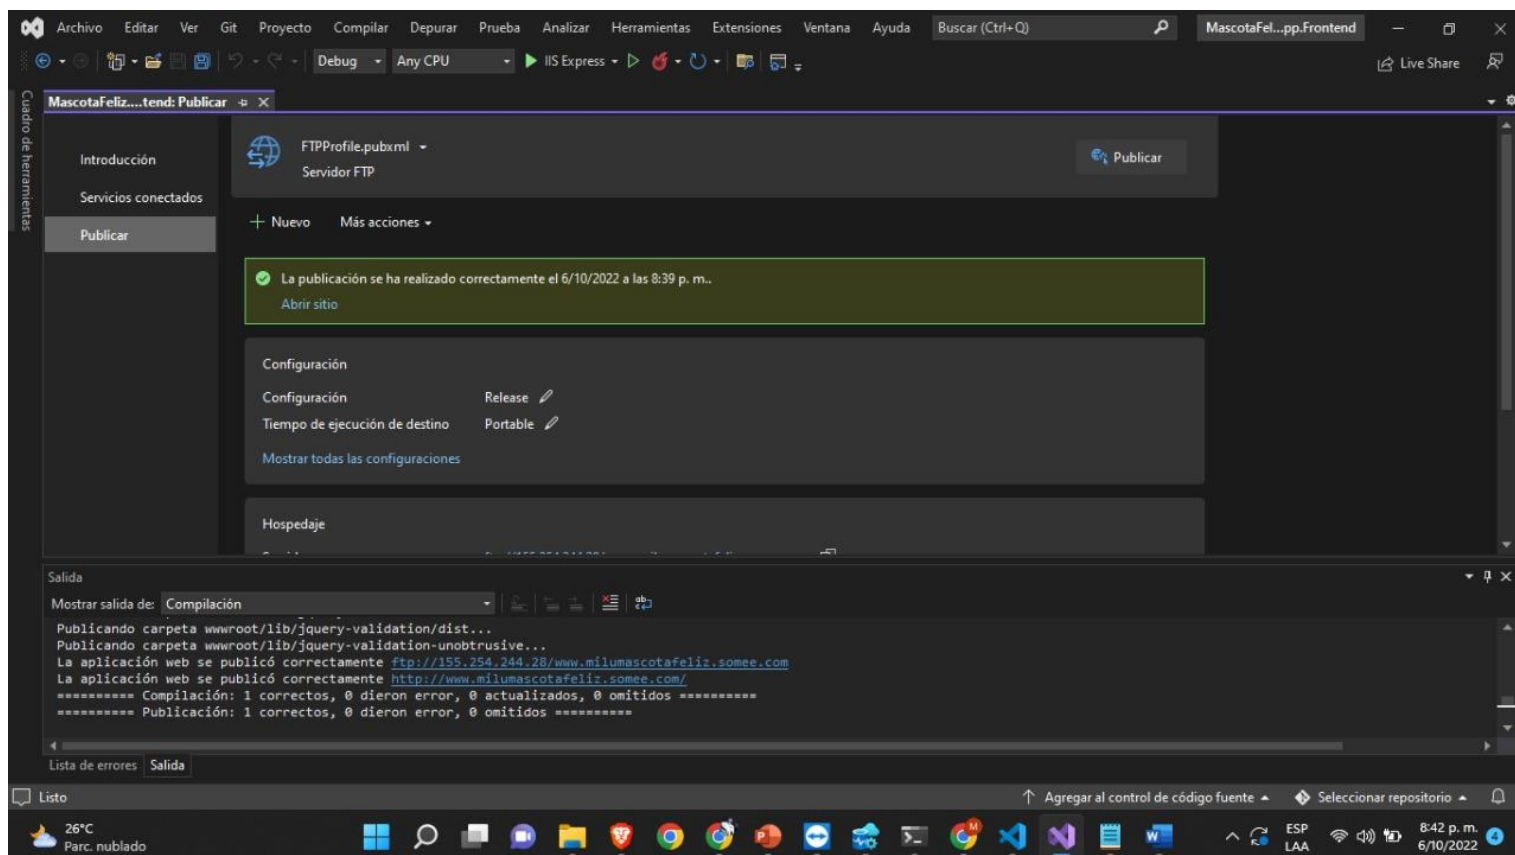 Archivo Editar Ver Git Proyecto Compilar Depurar Prueba Analizar Herramientas Extensiones Ventana Ayuda Buscar (Ctrl+Q) MascotaFel...pp.Frontend
Debug Any CPU IIS Express Live Share
Cuadro de herramientas
MascotaFeliz....tend: Publicar
Introducción
Servicios conectados
Publicar
FTPProfile.pubxml
Servidor FTP
Publicar
Nuevo Más acciones
La publicación se ha realizado correctamente el 6/10/2022 a las 8:39 p. m..
Abrir sitio
Configuración
Configuración Release
Tiempo de ejecución de destino Portable
Mostrar todas las configuraciones
Hospedaje
Salida
Mostrar salida de: Compilación
Publicando carpeta wwwroot/lib/jquery-validation/dist...
Publicando carpeta wwwroot/lib/jquery-validation-unobtrusive...
La aplicación web se publicó correctamente ftp://155.254.244.28/www.milumascotafeliz.somee.com
La aplicación web se publicó correctamente http://www.milumascotafeliz.somee.com/
========== Compilación: 1 correctos, 0 dieron error, 0 actualizados, 0 omitidos ==========
========== Publicación: 1 correctos, 0 dieron error, 0 omitidos ==========
Lista de errores Salida
Listo Agregar al control de código fuente Seleccionar repositorio
26°C
Parc. nublado
ESP
LAA
8:42 p. m.
6/10/2022
4